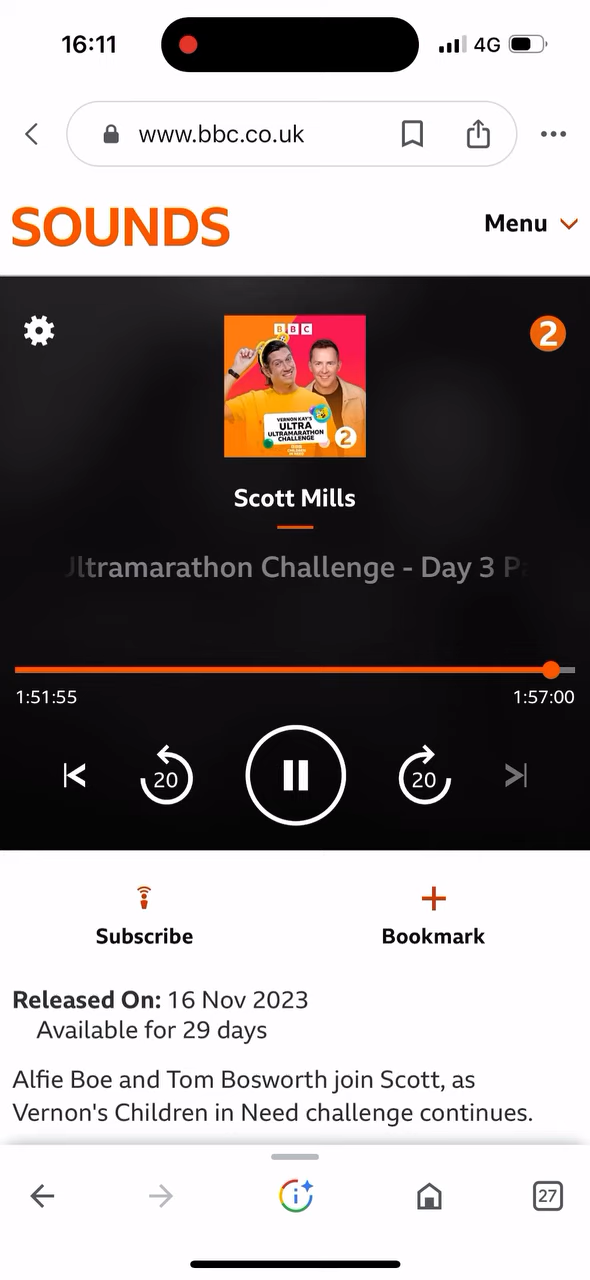 16:11
4G
www.bbc.co.uk
SOUNDS
Menu
BBC
VERNON KAY'S
ULTRA
ULTRAMARATHON
CHALLENGE
2
2
Scott Mills
Ultramarathon Challenge - Day 3
1:51:55
1:57:00
20
20
Subscribe
Bookmark
Released On: 16 Nov 2023
Available for 29 days
Alfie Boe and Tom Bosworth join Scott, as
Vernon's Children in Need challenge continues.
27